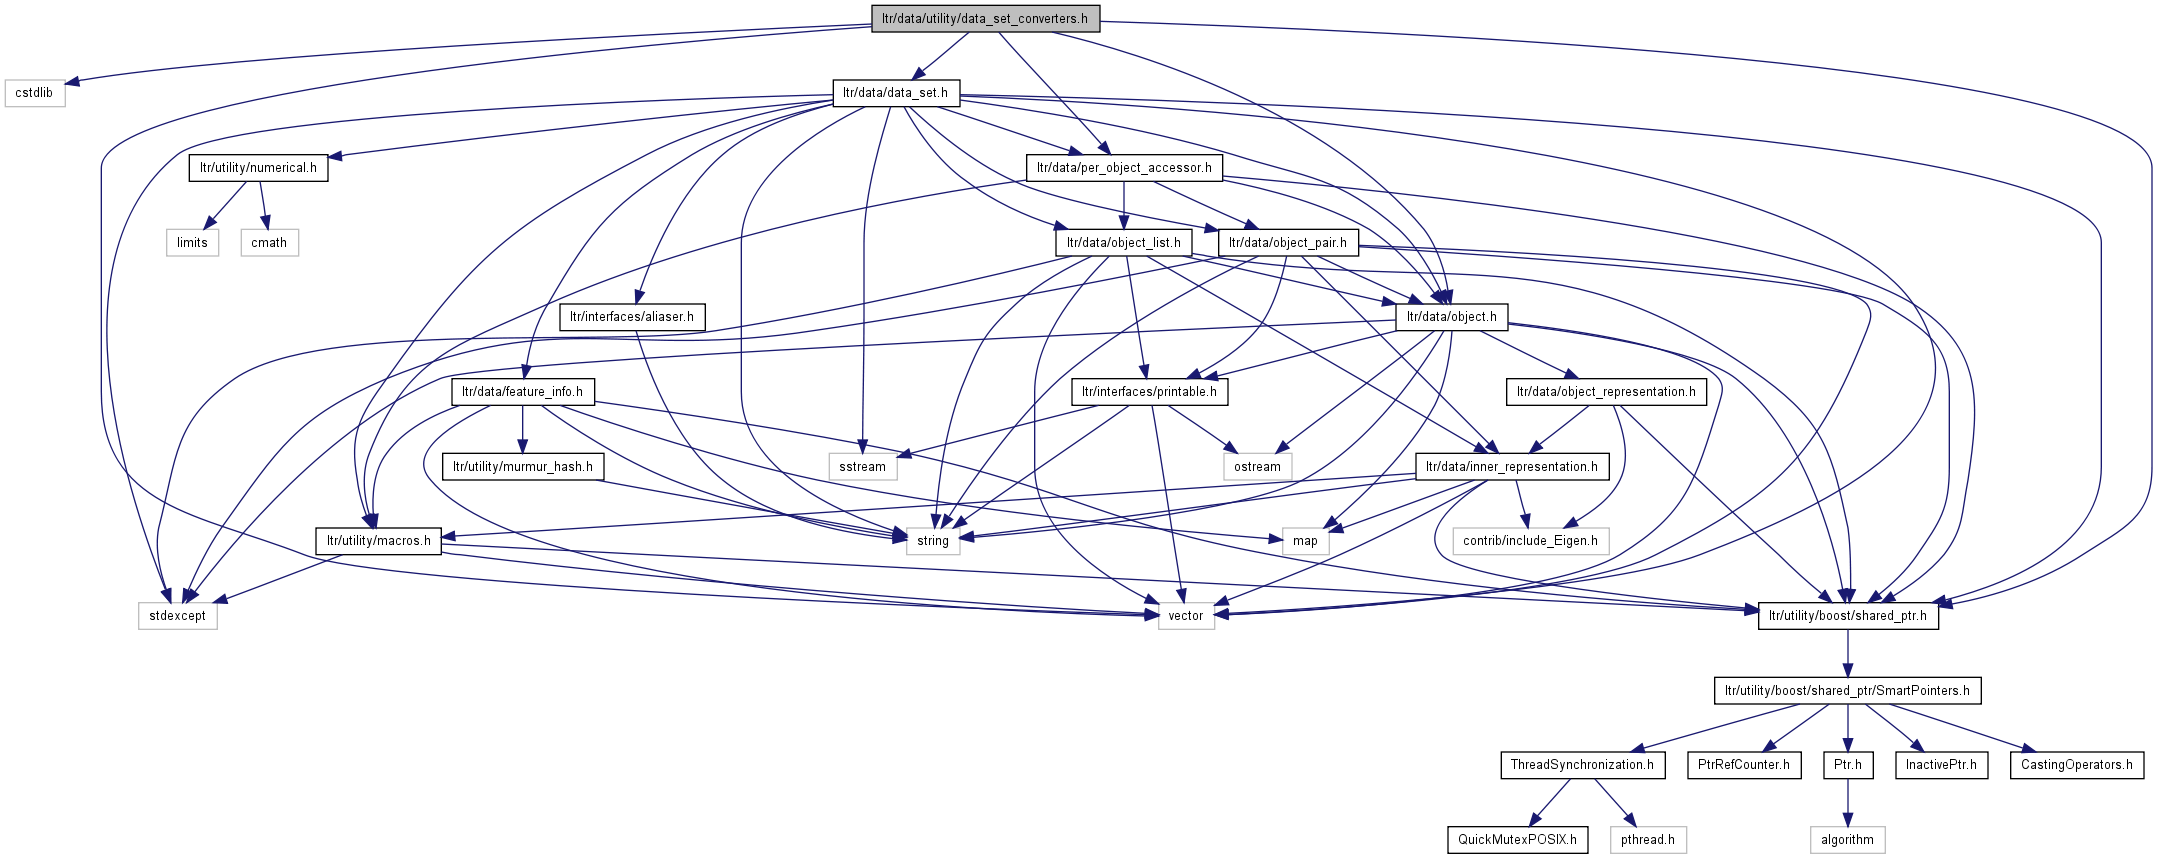 ltr/data/utility/data_set_converters.h
cstdlib
ltr/data/data_set.h
ltr/utility/numerical.h
ltr/data/per_object_accessor.h
limits
cmath
ltr/data/object_list.h
ltr/data/object_pair.h
ltr/interfaces/aliaser.h
ltr/data/object.h
ltr/data/feature_info.h
ltr/interfaces/printable.h
ltr/data/object_representation.h
ltr/utility/murmur_hash.h
sstream
ostream
ltr/data/inner_representation.h
ltr/utility/macros.h
string
map
contrib/include_Eigen.h
stdexcept
vector
ltr/utility/boost/shared_ptr.h
ltr/utility/boost/shared_ptr/SmartPointers.h
ThreadSynchronization.h
PtrRefCounter.h
Ptr.h
InactivePtr.h
CastingOperators.h
QuickMutexPOSIX.h
pthread.h
algorithm